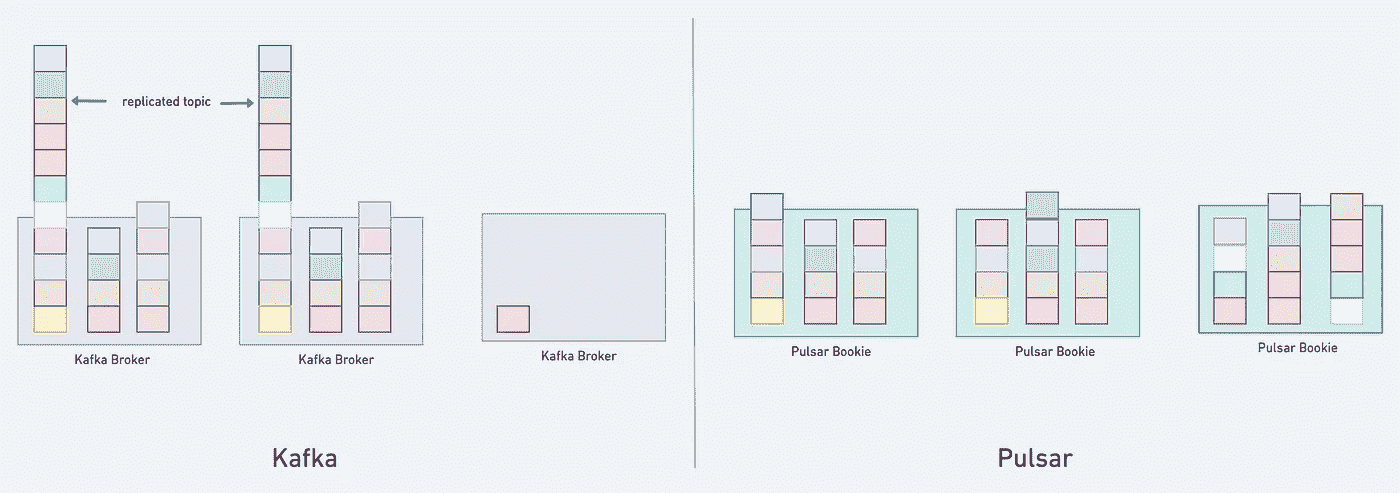 replicated topic
Kafka Broker
Kafka Broker
Kafka Broker
Pulsar Bookie
Pulsar Bookie
Pulsar Bookie
Kafka
Pulsar